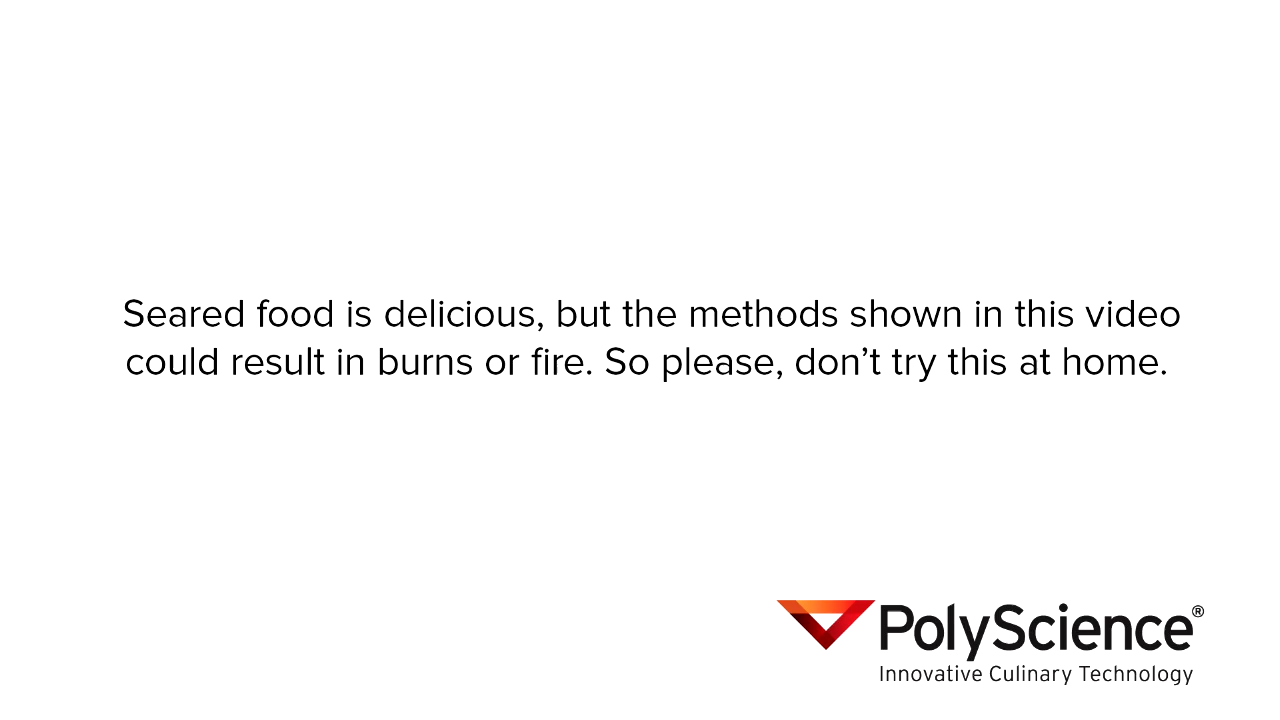 Seared food is delicious, but the methods shown in this video
could result in burns or fire. So please, don’t try this at home.
PolyScience®
Innovative Culinary Technology